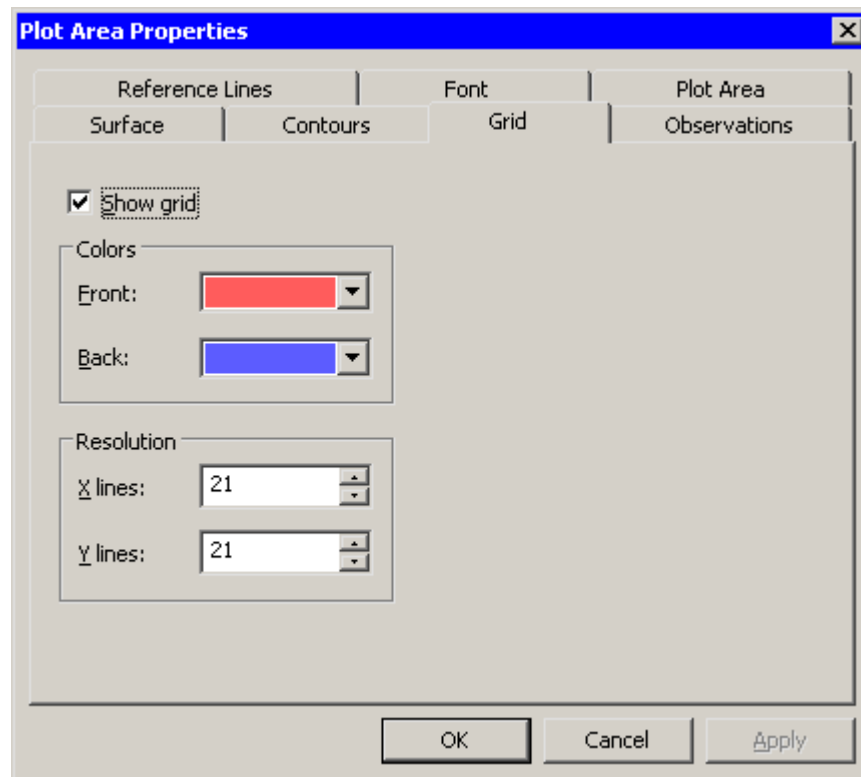 Plot Area Properties
Reference Lines Font Plot Area
Surface Contours Grid Observations
Show grid
Colors
Front:
Back:
Resolution
X lines: 21
Y lines: 21
OK Cancel Apply